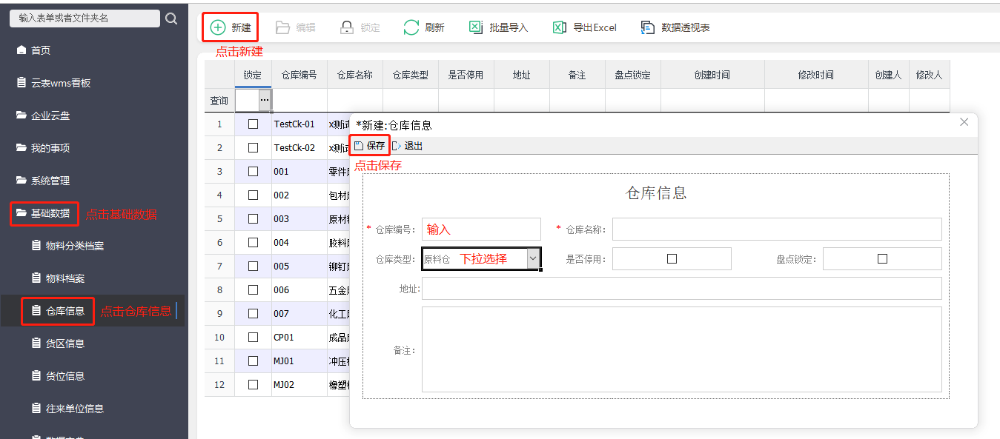 输入表单或者文件夹名
首页
云表wms看板
企业云盘
我的事项
系统管理
基础数据 点击基础数据
物料分类档案
物料档案
仓库信息 点击仓库信息
货区信息
货位信息
往来单位信息
新建 编辑 锁定 刷新 批量导入 导出Excel 数据透视表
点击新建
锁定 仓库编号 仓库名称 仓库类型 是否停用 地址 备注 盘点锁定 创建时间 修改时间 创建人 修改人
查询 ...
1 TestCk-01 x测试
2 TestCk-02 x测试
3 001 零件
4 002 包材
5 003 原材
6 004 胶料
7 005 铆钉
8 006 五金
9 007 化工
10 CP01 成品
11 MJ01 冲压
12 MJ02 橡塑
*新建:仓库信息
保存 退出
点击保存
仓库信息
* 仓库编号: 输入 * 仓库名称:
仓库类型: 原料仓 下拉选择 是否停用: 盘点锁定:
地址:
备注: